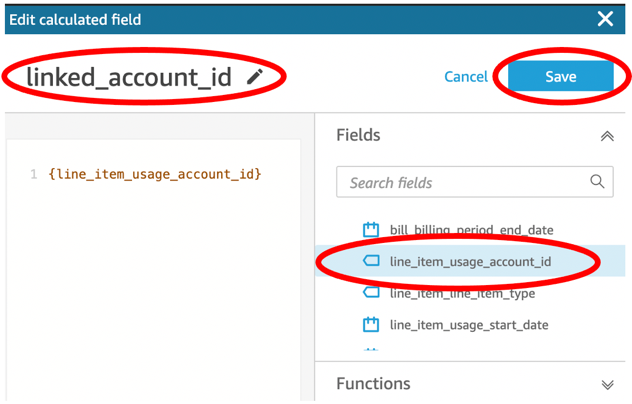 Edit calculated field
linked_account_id
Cancel
Save
Fields
1 {line_item_usage_account_id}
Search fields
bill_billing_period_end_date
line_item_usage_account_id
line_item_line_item_type
line_item_usage_start_date
Functions